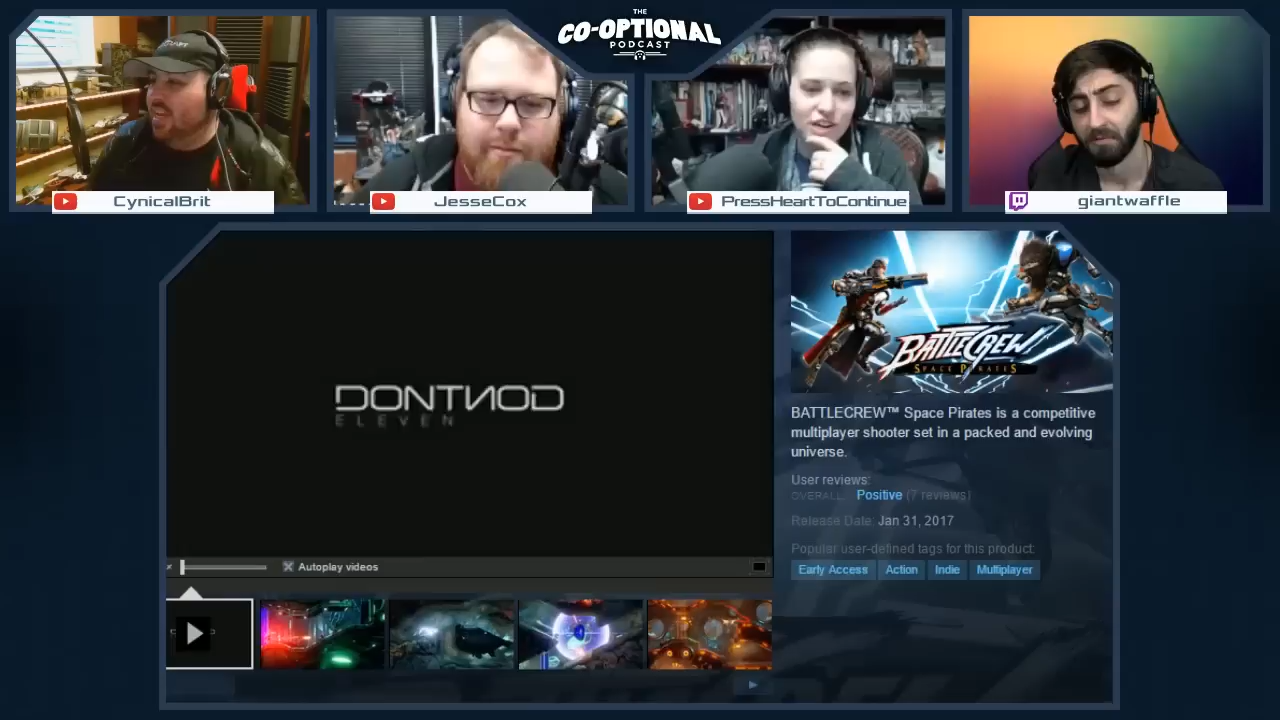 THE
CO-OPTIONAL
PODCAST
CynicalBrit
JesseCox
PressHeartToContinue
giantwaffle
DONTNOD
ELEVEN
BATTLECREW
SPACE PIRATES
BATTLECREW™ Space Pirates is a competitive
multiplayer shooter set in a packed and evolving
universe.
User reviews:
OVERALL: Positive (7 reviews)
Release Date: Jan 31, 2017
Popular user-defined tags for this product:
Early Access Action Indie Multiplayer
Autoplay videos